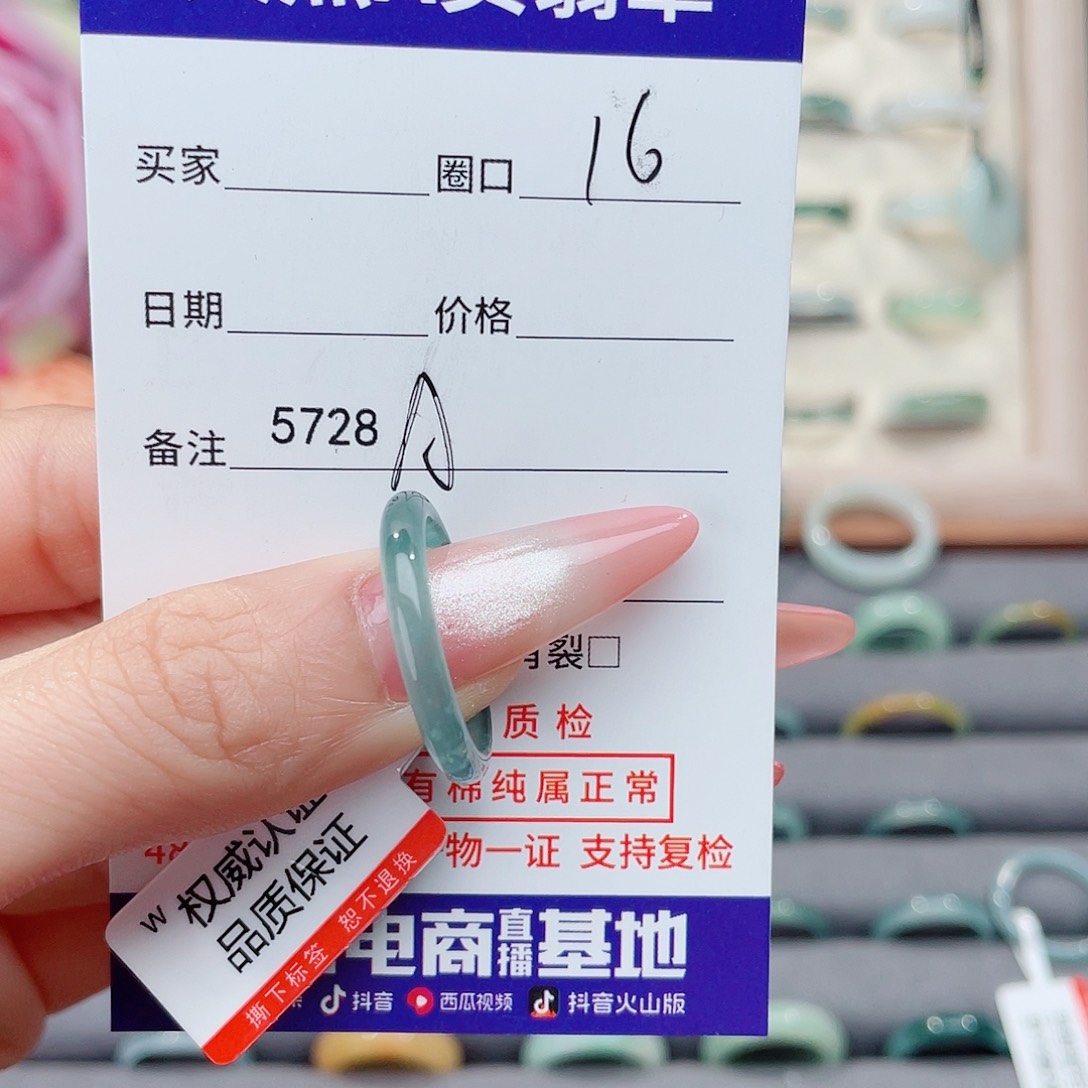 买家 圈口 16
日期 价格
备注 5728 A
裂□
质检
有棉纯属正常
物一证 支持复检
W 权威认证
品质保证
撕下标签 恕不退换
电商直播基地
抖音 西瓜视频 抖音火山版